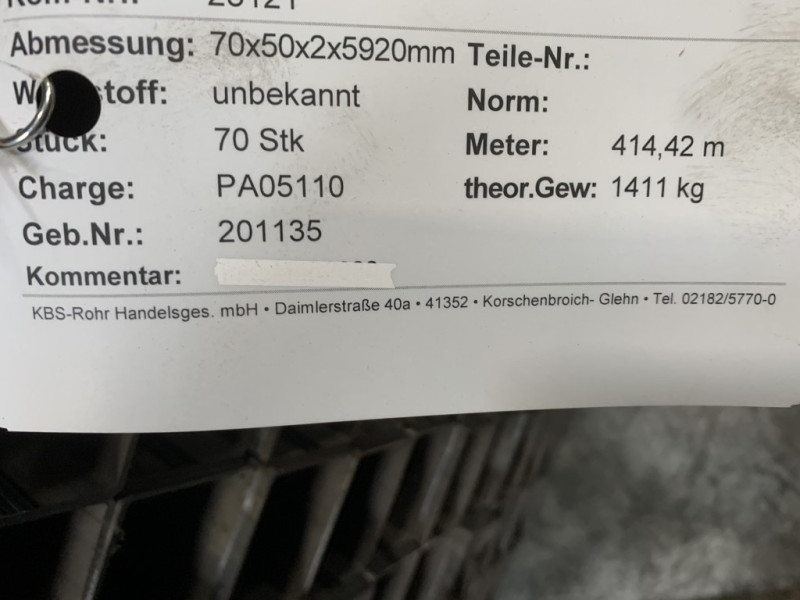 Abmessung: 70x50x2x5920mm Teile-Nr.:
unbekannt Norm:
Stück: 70 Stk Meter: 414,42 m
Charge: PA05110 theor.Gew: 1411 kg
Geb.Nr.: 201135
Kommentar:
KBS-Rohr Handelsges. mbH • Daimlerstraße 40a • 41352 • Korschenbroich- Glehn • Tel. 02182/5770-0